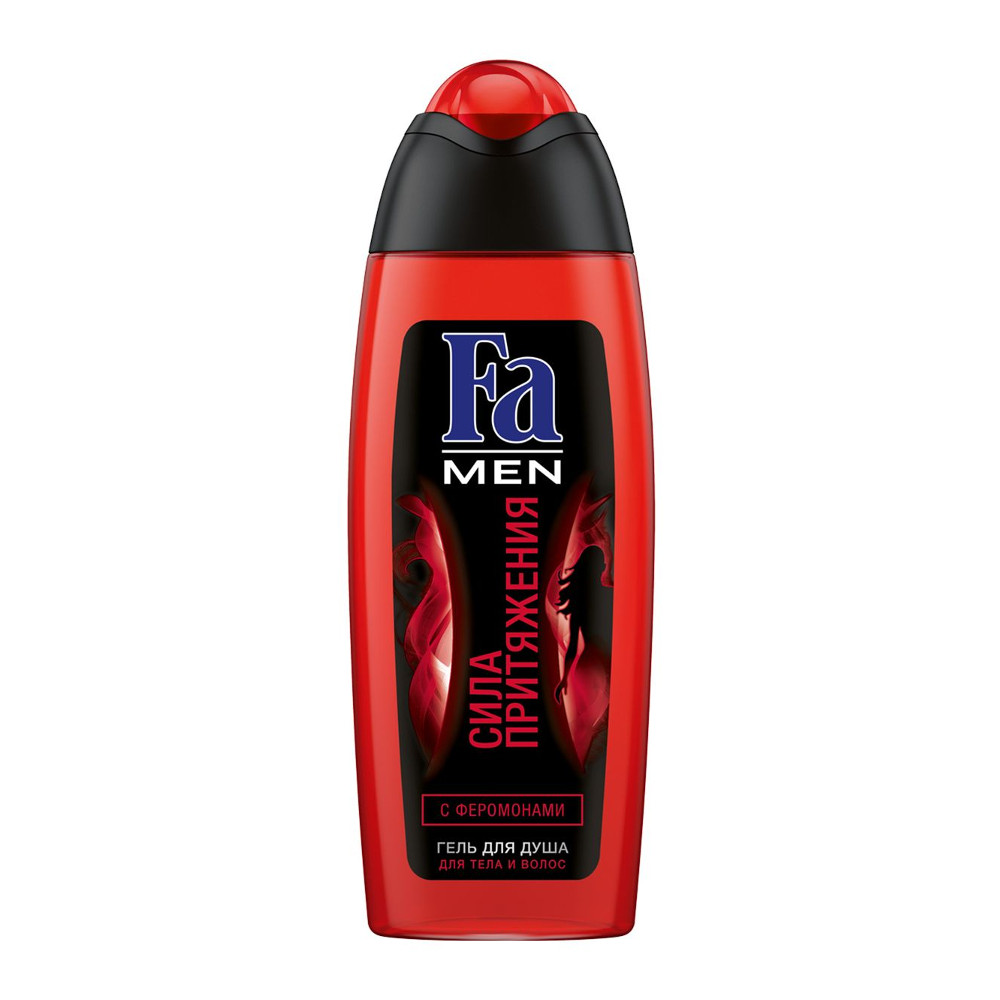 Fa
MEN
СИЛА
ПРИТЯЖЕНИЯ
С ФЕРОМОНАМИ
ГЕЛЬ ДЛЯ ДУША
ДЛЯ ТЕЛА И ВОЛОС